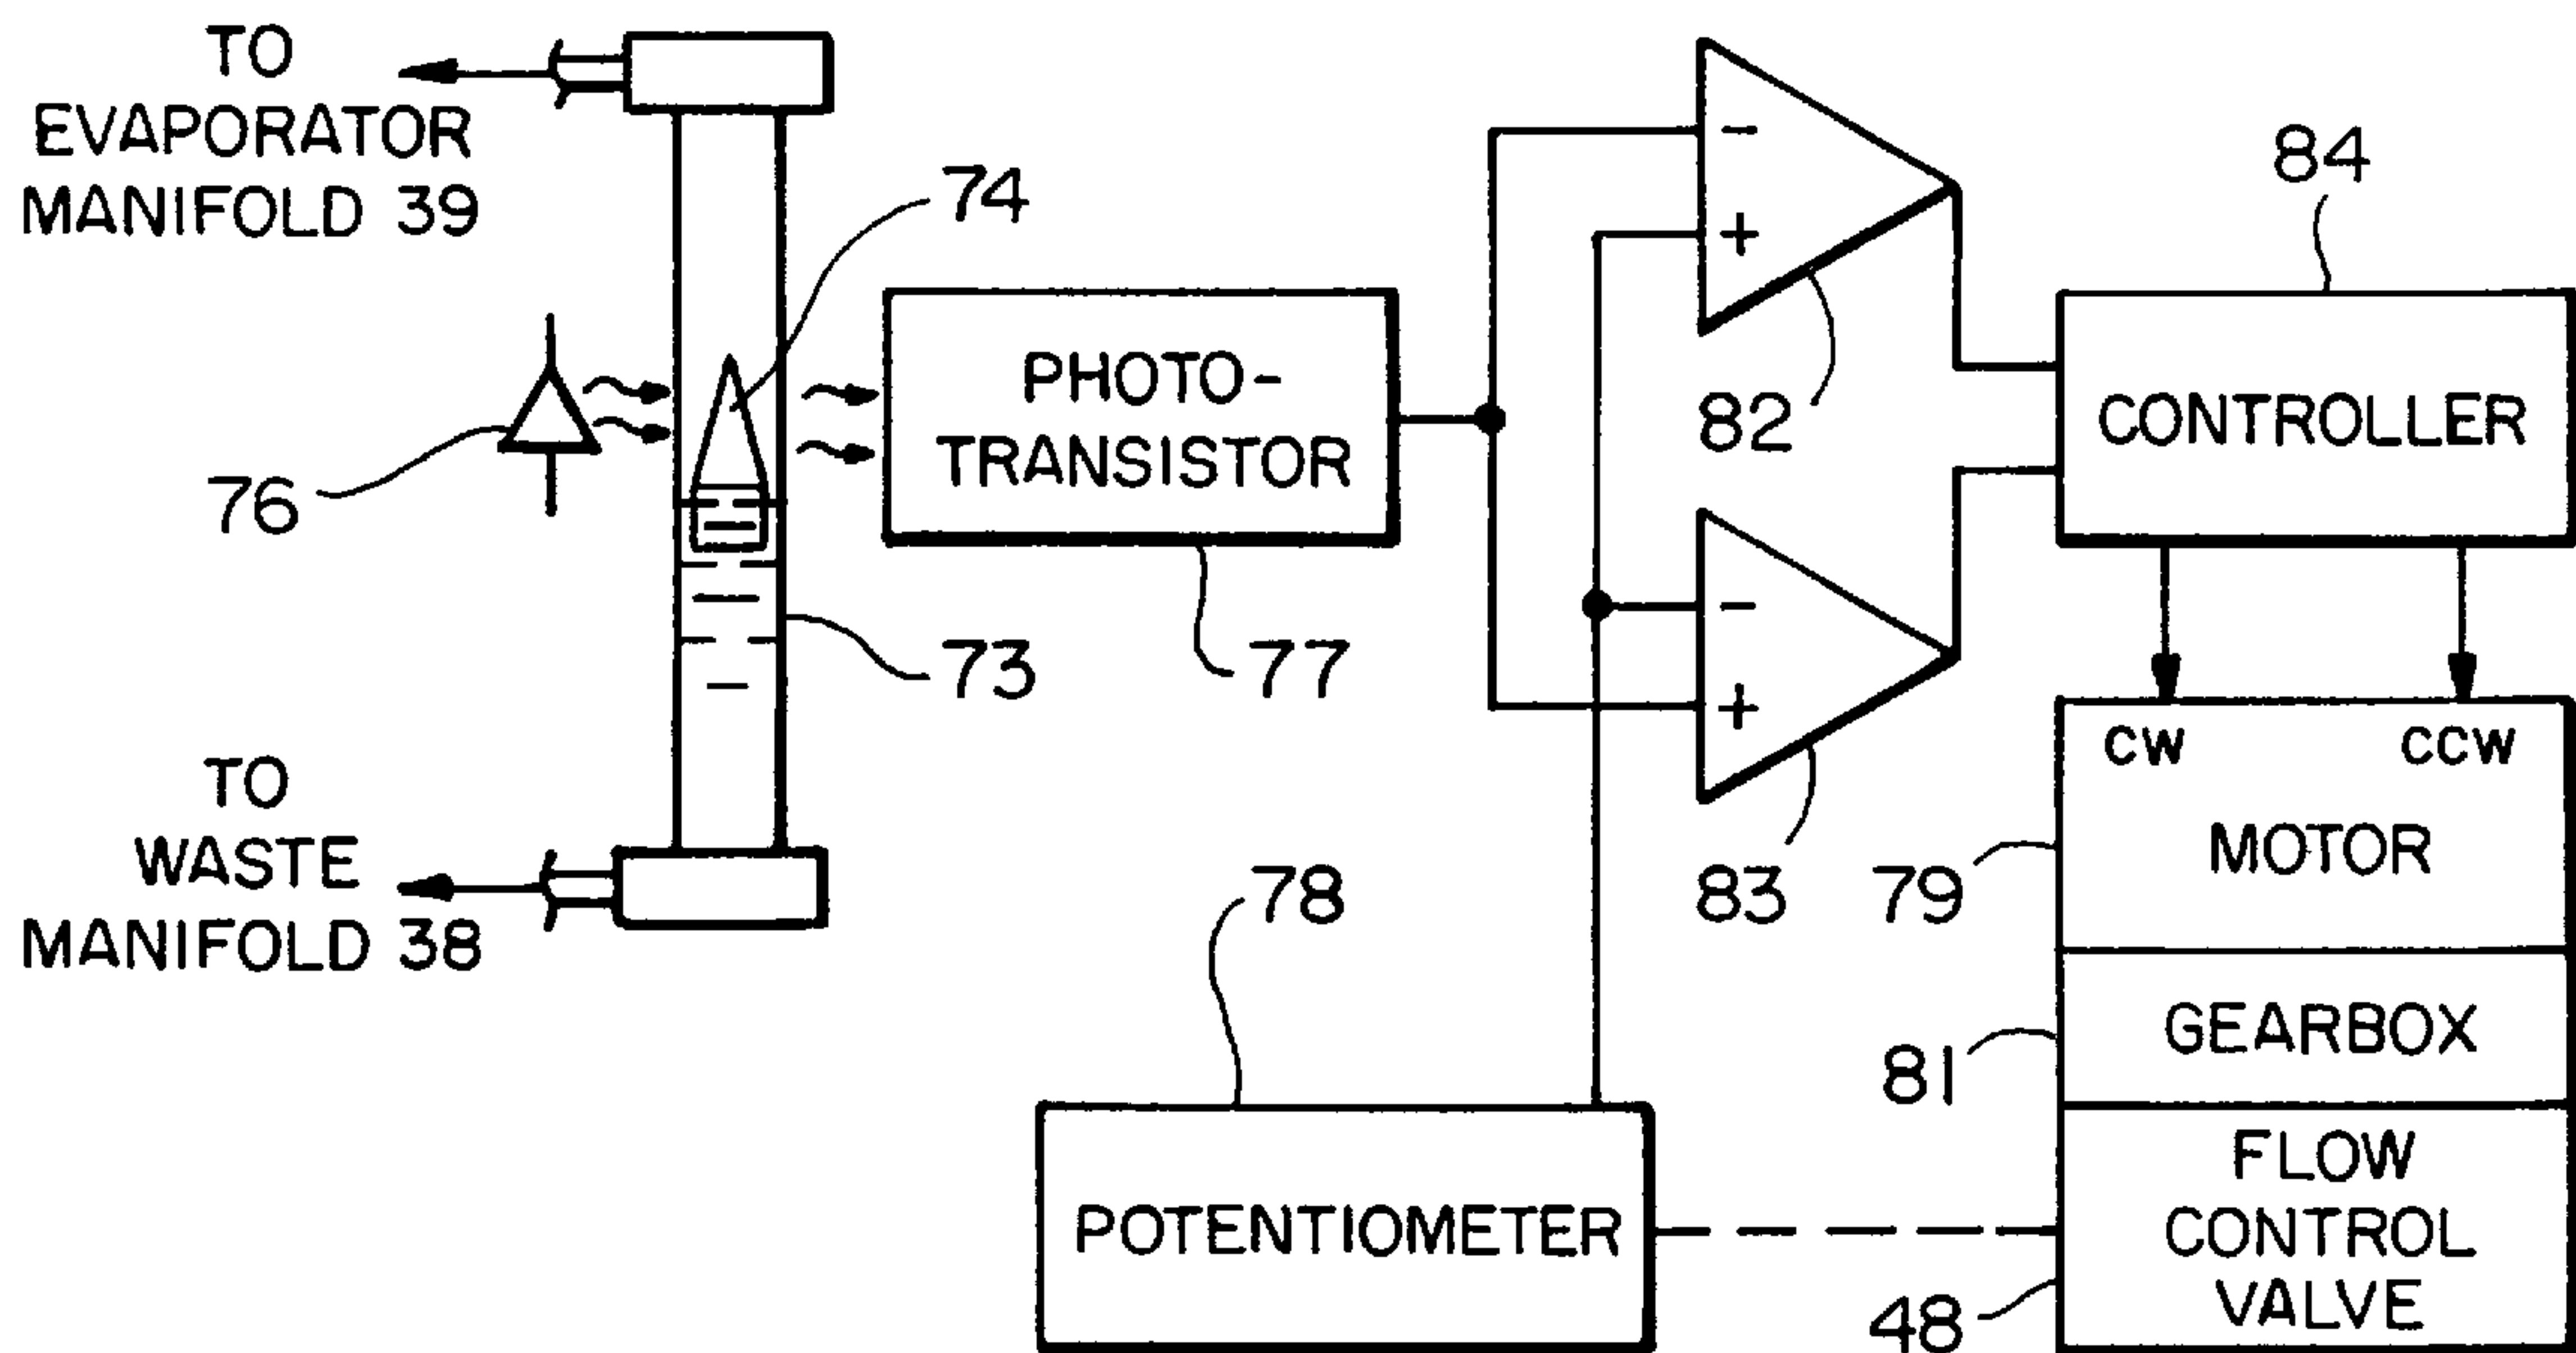 TO
EVAPORATOR
MANIFOLD 39
74
76
73
TO
WASTE
MANIFOLD 38
PHOTO-
TRANSISTOR
77
-
+
82
-
+
83
84
CONTROLLER
CW CCW
MOTOR
79
GEARBOX
81
FLOW
CONTROL
VALVE
48
78
POTENTIOMETER